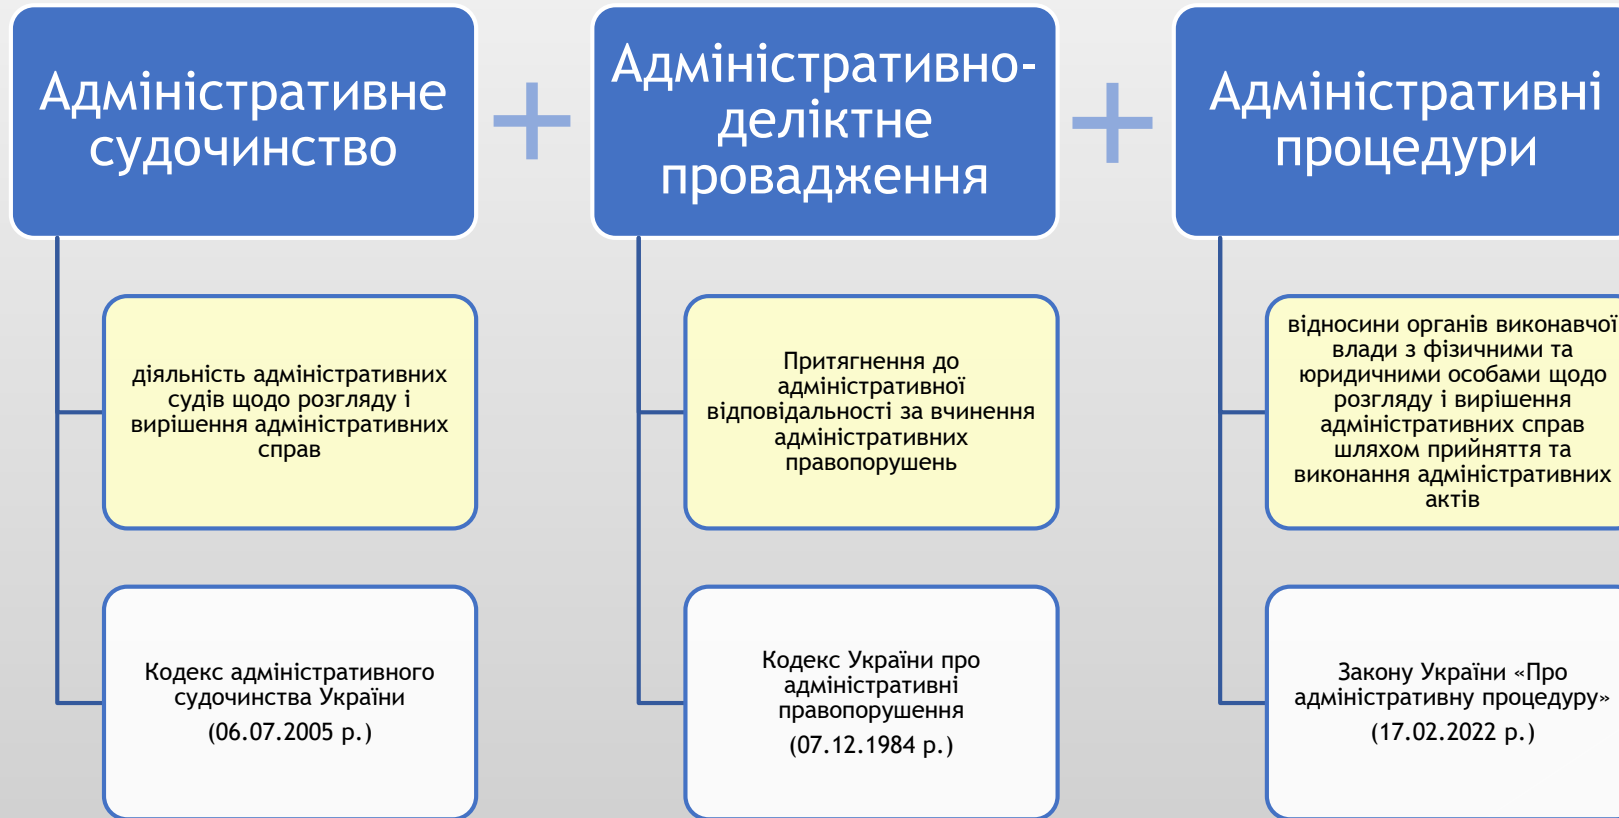 Адміністративне
судочинство
діяльність адміністративних
судів щодо розгляду і
вирішення адміністративних
справ
Кодекс адміністративного
судочинства України
(06.07.2005 р.)
Адміністративно-
деліктне
провадження
Притягнення до
адміністративної
відповідальності за вчинення
адміністративних
правопорушень
Кодекс України про
адміністративні
правопорушення
(07.12.1984 р.)
Адміністративні
процедури
відносини органів виконавчої
влади з фізичними та
юридичними особами щодо
розгляду і вирішення
адміністративних справ
шляхом прийняття та
виконання адміністративних
актів
Закону України «Про
адміністративну процедуру»
(17.02.2022 р.)